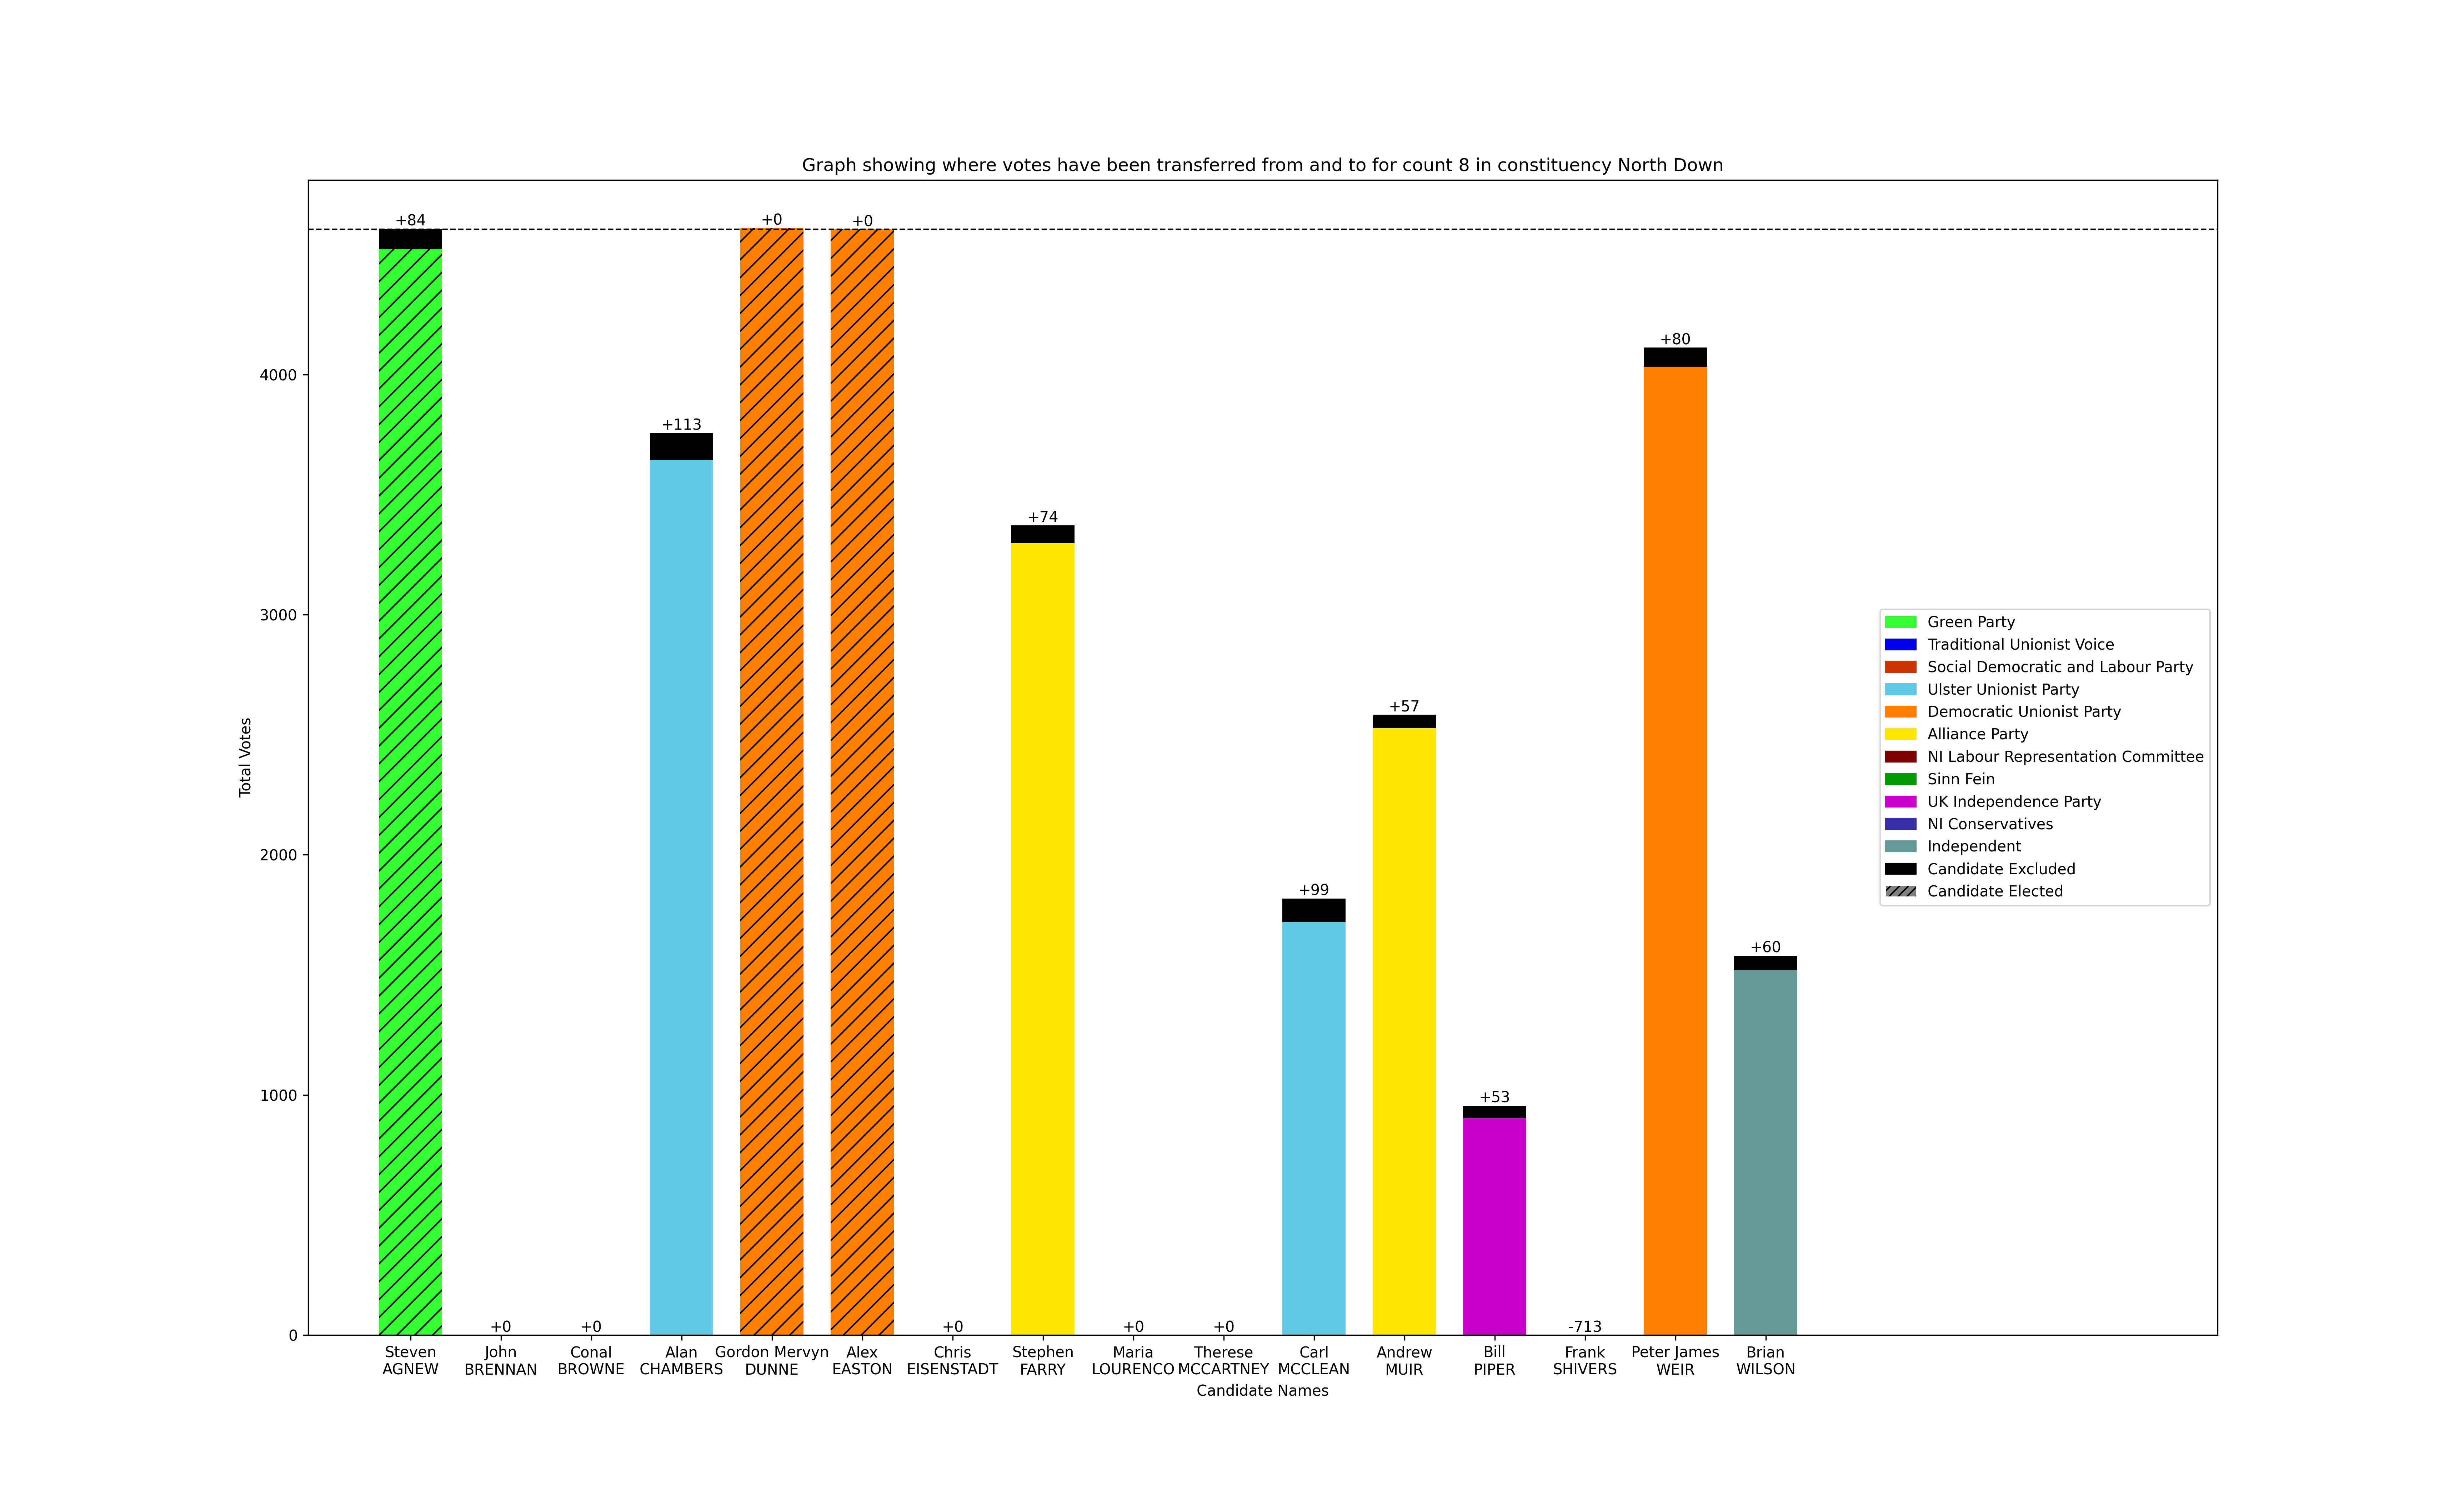 Graph showing where votes have been transferred from and to for count 8 in constituency North Down
Total Votes
4000
3000
2000
1000
0
+84
+0
+0
+113
+0
+0
+0
+74
+0
+0
+99
+57
+53
-713
+80
+60
Steven
AGNEW
John
BRENNAN
Conal
BROWNE
Alan
CHAMBERS
Gordon Mervyn
DUNNE
Alex
EASTON
Chris
EISENSTADT
Stephen
FARRY
Maria
LOURENCO
Therese
MCCARTNEY
Carl
MCCLEAN
Andrew
MUIR
Bill
PIPER
Frank
SHIVERS
Peter James
WEIR
Brian
WILSON
Candidate Names
Green Party
Traditional Unionist Voice
Social Democratic and Labour Party
Ulster Unionist Party
Democratic Unionist Party
Alliance Party
NI Labour Representation Committee
Sinn Fein
UK Independence Party
NI Conservatives
Independent
Candidate Excluded
Candidate Elected